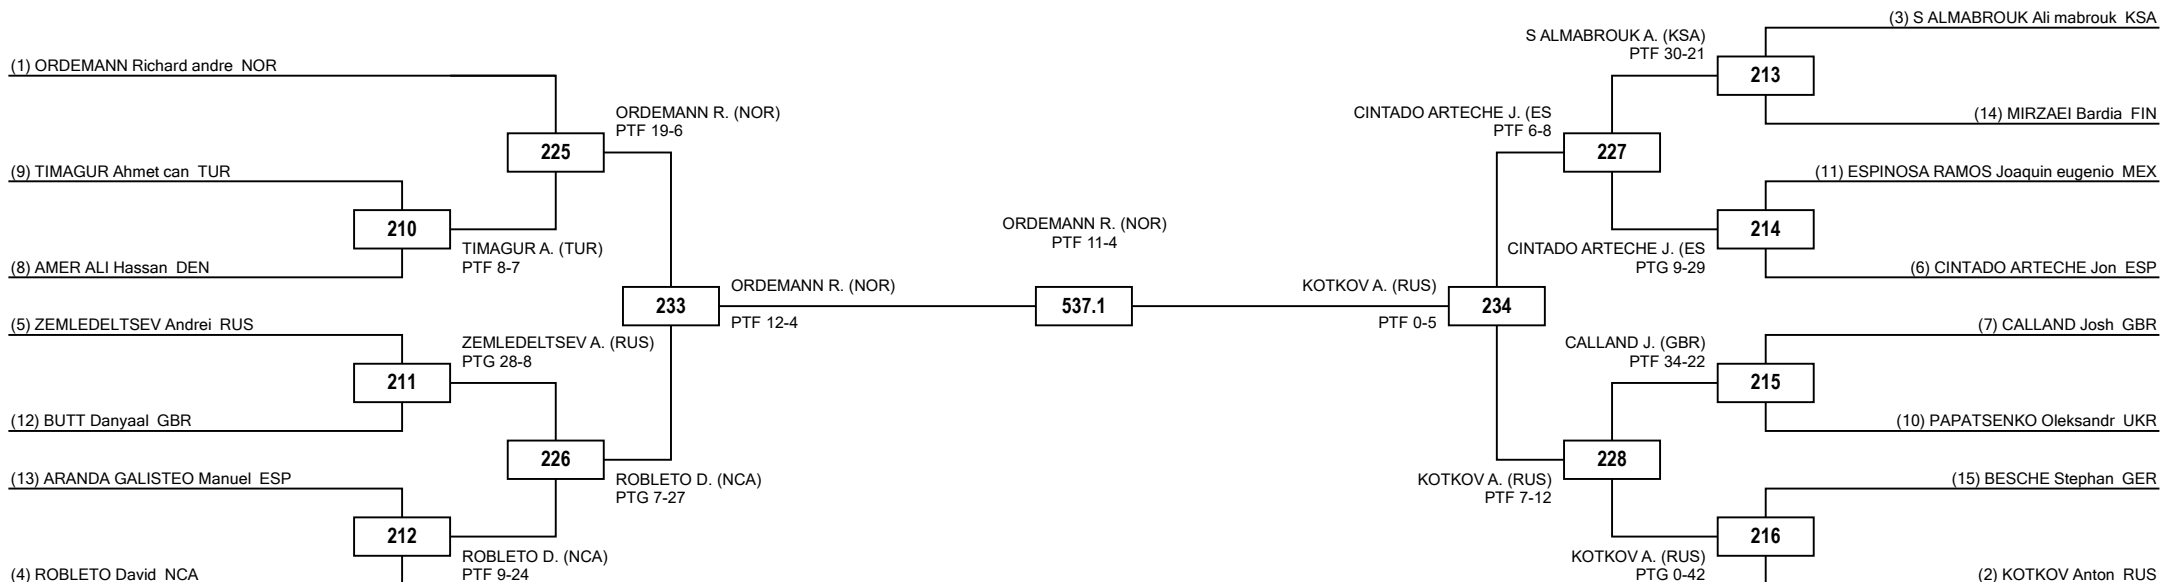 (1) ORDEMANN Richard andre NOR
(9) TIMAGUR Ahmet can TUR
(8) AMER ALI Hassan DEN
(5) ZEMLEDELTSEV Andrei RUS
(12) BUTT Danyaal GBR
(13) ARANDA GALISTEO Manuel ESP
(4) ROBLETO David NCA
210
TIMAGUR A. (TUR)
PTF 8-7
211
ZEMLEDELTSEV A. (RUS)
PTG 28-8
212
ROBLETO D. (NCA)
PTF 9-24
225
ORDEMANN R. (NOR)
PTF 19-6
226
ROBLETO D. (NCA)
PTG 7-27
233
ORDEMANN R. (NOR)
PTF 12-4
ORDEMANN R. (NOR)
PTF 11-4
537.1
KOTKOV A. (RUS)
PTF 0-5
234
CINTADO ARTECHE J. (ES
PTF 6-8
227
KOTKOV A. (RUS)
PTF 7-12
228
S ALMABROUK A. (KSA)
PTF 30-21
213
CINTADO ARTECHE J. (ES
PTG 9-29
214
CALLAND J. (GBR)
PTF 34-22
215
KOTKOV A. (RUS)
PTG 0-42
216
(3) S ALMABROUK Ali mabrouk KSA
(14) MIRZAEI Bardia FIN
(11) ESPINOSA RAMOS Joaquin eugenio MEX
(6) CINTADO ARTECHE Jon ESP
(7) CALLAND Josh GBR
(10) PAPATSENKO Oleksandr UKR
(15) BESCHE Stephan GER
(2) KOTKOV Anton RUS